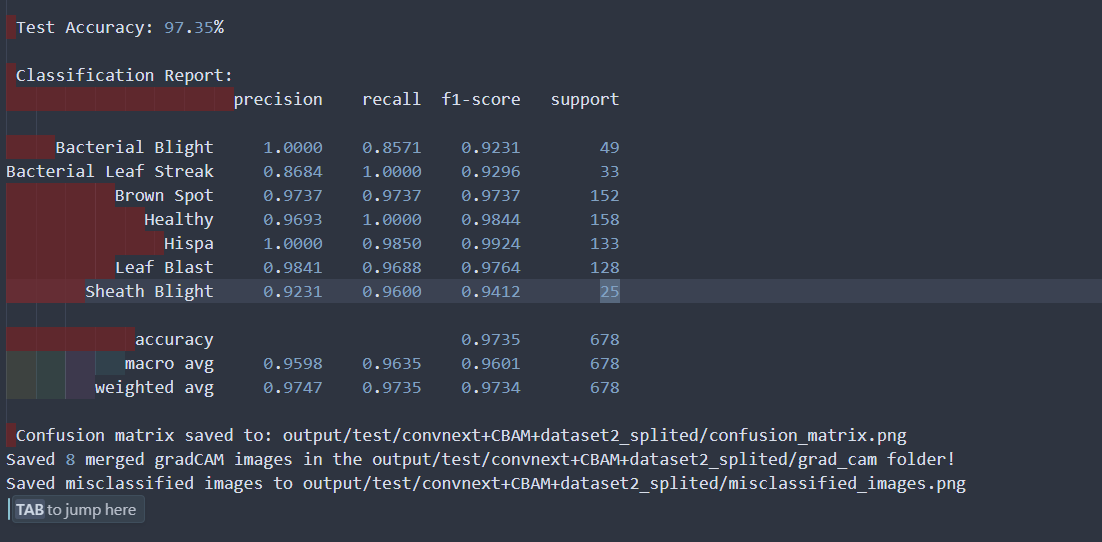 Test Accuracy: 97.35%
Classification Report:
precision recall f1-score support
Bacterial Blight 1.0000 0.8571 0.9231 49
Bacterial Leaf Streak 0.8684 1.0000 0.9296 33
Brown Spot 0.9737 0.9737 0.9737 152
Healthy 0.9693 1.0000 0.9844 158
Hispa 1.0000 0.9850 0.9924 133
Leaf Blast 0.9841 0.9688 0.9764 128
Sheath Blight 0.9231 0.9600 0.9412 25
accuracy 0.9735 678
macro avg 0.9598 0.9635 0.9601 678
weighted avg 0.9747 0.9735 0.9734 678
Confusion matrix saved to: output/test/convnext+CBAM+dataset2_splited/confusion_matrix.png
Saved 8 merged gradCAM images in the output/test/convnext+CBAM+dataset2_splited/grad_cam folder!
Saved misclassified images to output/test/convnext+CBAM+dataset2_splited/misclassified_images.png
TAB to jump here